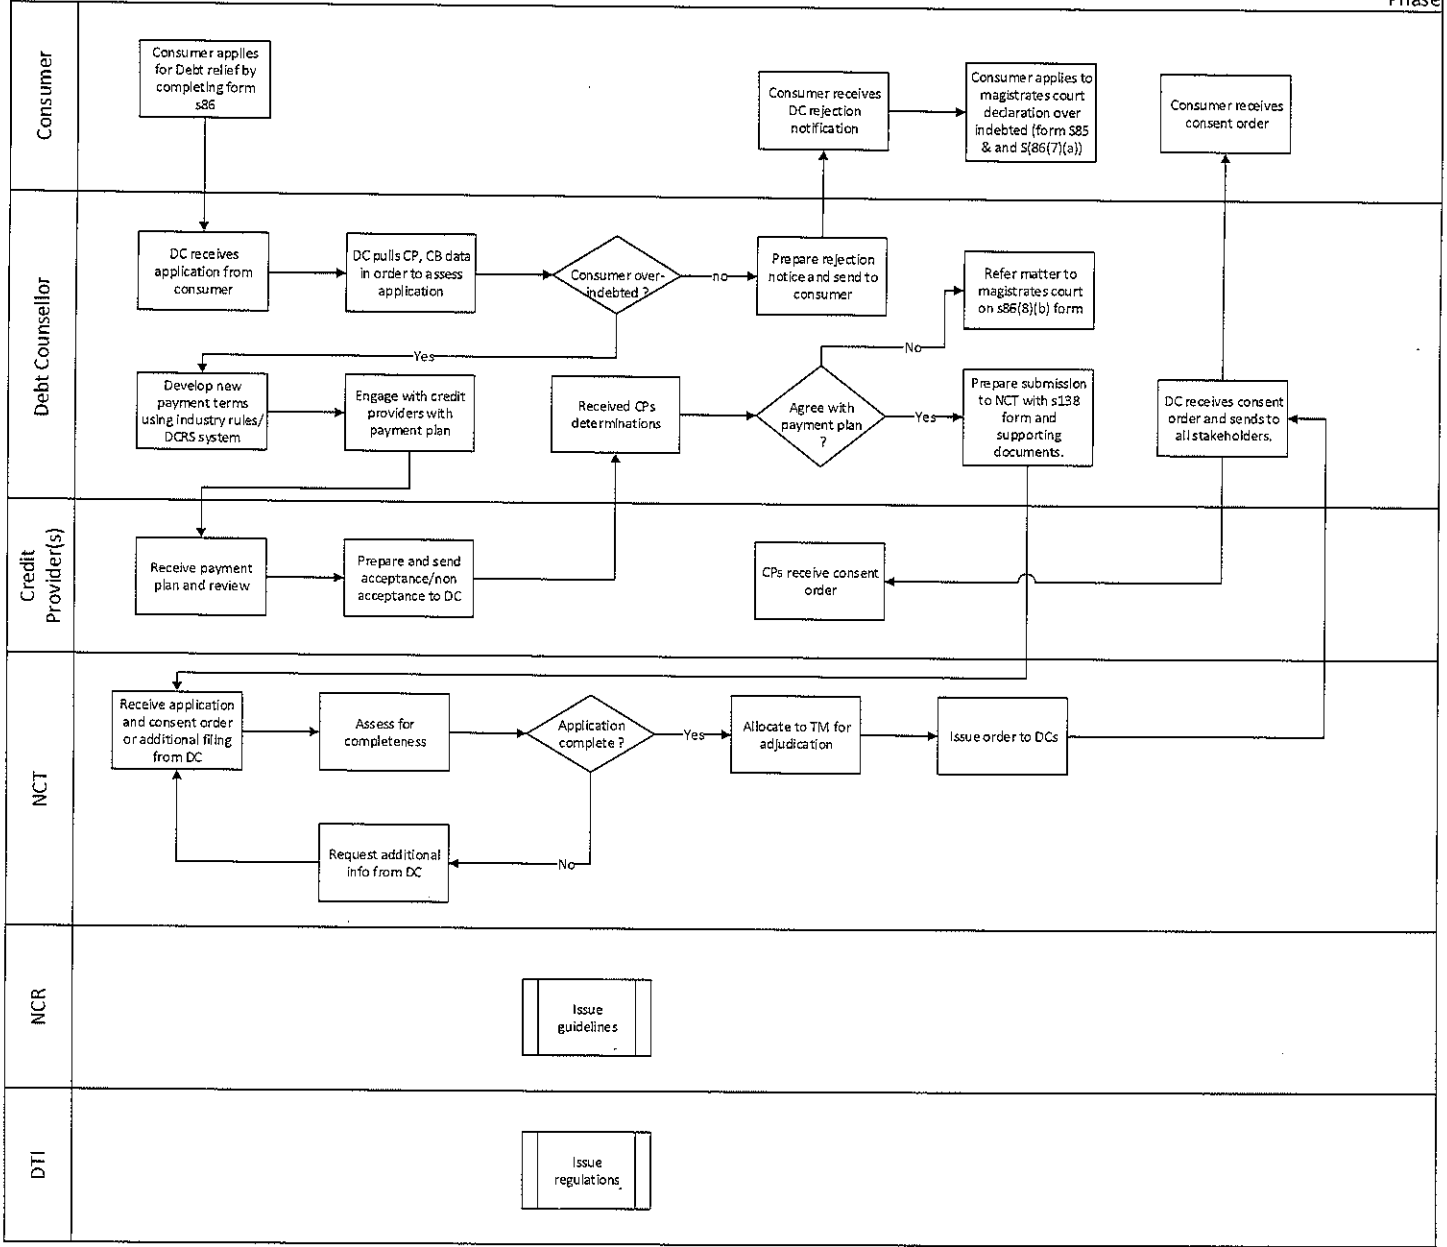 Phase
Consumer
Consumer applies
for Debt relief by
completing form
s86
Consumer receives
DC rejection
notification
Consumer applies to
magistrates court
declaration over
indebted (form S85
& and S(86(7)(a))
Consumer receives
consent order
Debt Counsellor
DC receives
application from
consumer
DC pulls CP, CB data
in order to assess
application
Consumer over-
indebted ?
no
Prepare rejection
notice and send to
consumer
Refer matter to
magistrates court
on s86(8)(b) form
Yes
No
Develop new
payment terms
using industry rules/
DCRS system
Engage with credit
providers with
payment plan
Received CPs
determinations
Agree with
payment plan
?
Yes
Prepare submission
to NCT with s138
form and
supporting
documents.
DC receives consent
order and sends to
all stakeholders.
Credit
Provider(s)
Receive payment
plan and review
Prepare and send
acceptance/non
acceptance to DC
CPs receive consent
order
NCT
Receive application
and consent order
or additional filing
from DC
Assess for
completeness
Application
complete ?
Yes
Allocate to TM for
adjudication
Issue order to DCs
Request additional
info from DC
No
NCR
Issue
guidelines
DTI
Issue
regulations